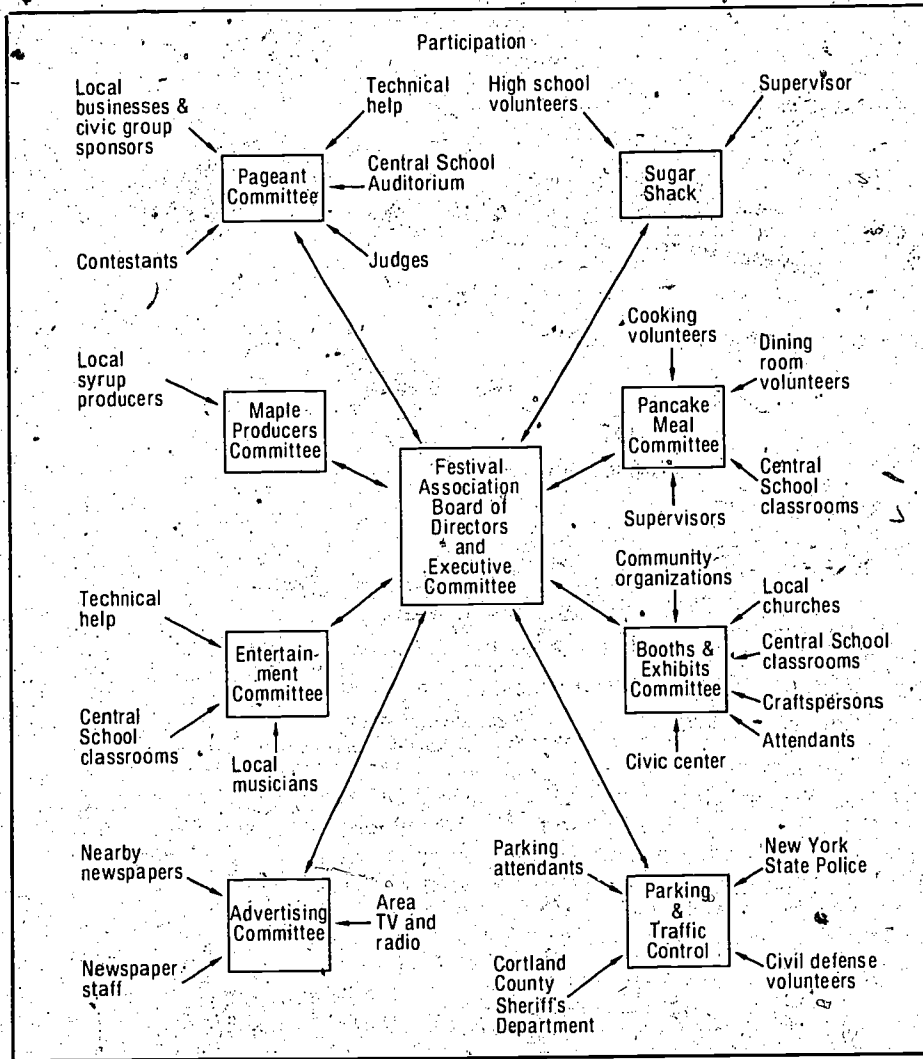 Participation
Local
businesses &
civic group
sponsors
Technical
help
Pageant
Committee
Central School
Auditorium
Contestants
Judges
High school
volunteers
Supervisor
Sugar
Shack
Local
syrup
producers
Maple
Producers
Committee
Cooking
volunteers
Dining
room
volunteers
Pancake
Meal
Committee
Central
School
classrooms
Supervisors
Festival
Association
Board of
Directors
and
Executive
Committee
Technical
help
Entertain-
ment
Committee
Central
School
classrooms
Local
musicians
Community
organizations
Local
churches
Booths &
Exhibits
Committee
Central School
classrooms
Craftspersons
Attendants
Civic center
Nearby
newspapers
Advertising
Committee
Area
TV and
radio
Newspaper
staff
Parking
attendants
New York
State Police
Parking
&
Traffic
Control
Cortland
County
Sheriff's
Department
Civil defense
volunteers